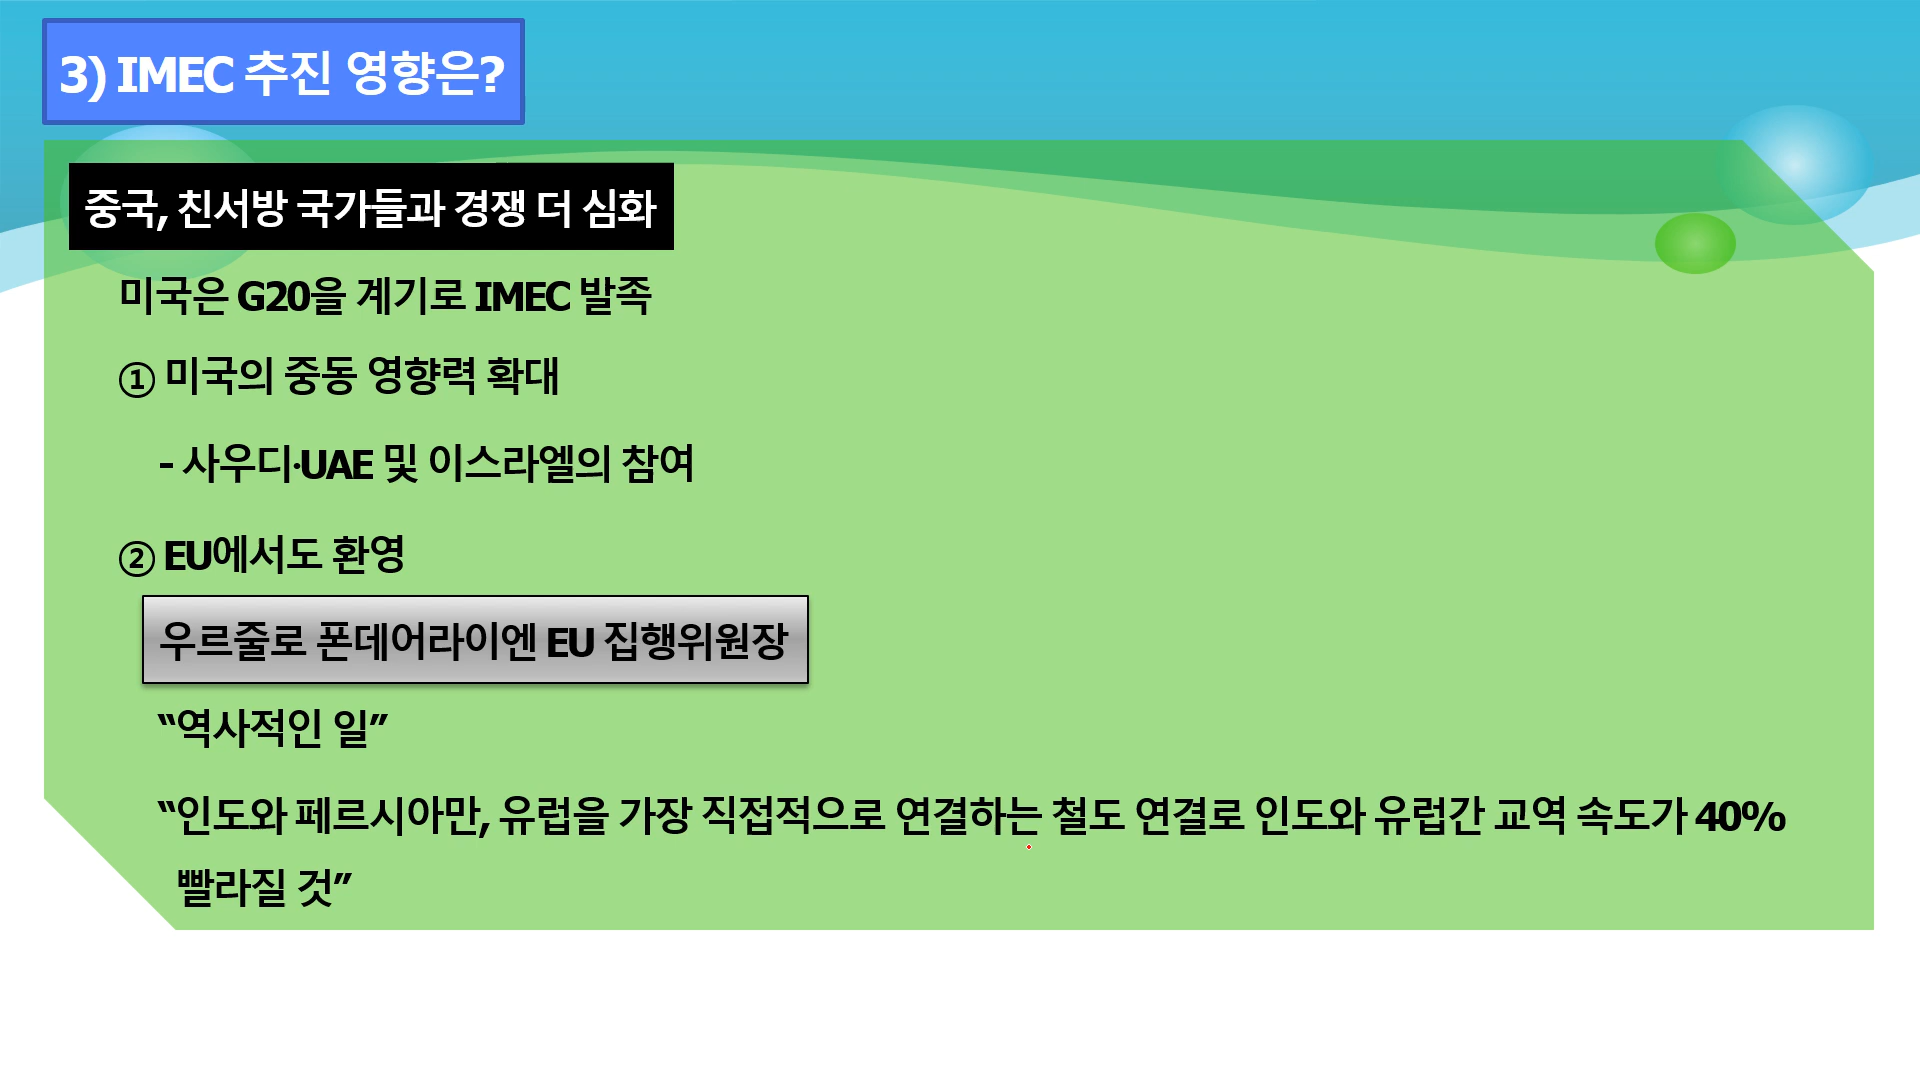 3) IMEC 추진 영향은?
중국, 친서방 국가들과 경쟁 더 심화
미국은 G20을 계기로 IMEC 발족
① 미국의 중동 영향력 확대
- 사우디·UAE 및 이스라엘의 참여
② EU에서도 환영
우르줄로 폰데어라이엔 EU 집행위원장
“역사적인 일”
“인도와 페르시아만, 유럽을 가장 직접적으로 연결하는 철도 연결로 인도와 유럽간 교역 속도가 40%
빨라질 것”